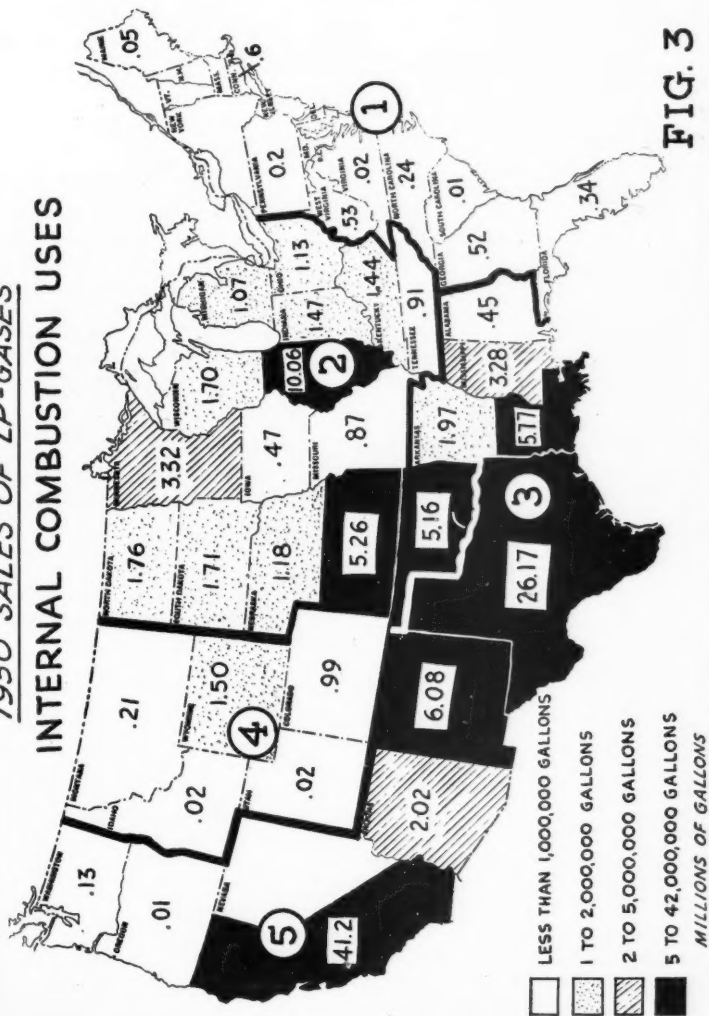 1950 SALES OF LP-GASES
INTERNAL COMBUSTION USES
WASHINGTON
.13
OREGON
.01
NEVADA
5
41.2
MONTANA
.21
IDAHO
.02
WYOMING
1.50
4
UTAH
.02
COLORADO
.99
2.02
6.08
NORTH DAKOTA
1.76
SOUTH DAKOTA
1.71
NEBRASKA
1.18
5.26
5.16
26.17
3
3.32
IOWA
.47
MISSOURI
.87
ARKANSAS
1.97
5.77
WISCONSIN
1.70
10.06
2
MICHIGAN
1.07
INDIANA
1.47
OHIO
1.13
KENTUCKY
1.44
TENNESSEE
.91
MISSISSIPPI
3.28
ALABAMA
.45
GEORGIA
.52
FLORIDA
.34
SOUTH CAROLINA
.01
NORTH CAROLINA
.24
VIRGINIA
.02
WEST VIRGINIA
.53
MD.
PENNSYLVANIA
0.2
NEW YORK
VT.
N.H.
MASS.
CONN.
.6
MAINE
.05
1
LESS THAN 1,000,000 GALLONS
1 TO 2,000,000 GALLONS
2 TO 5,000,000 GALLONS
5 TO 42,000,000 GALLONS
MILLIONS OF GALLONS
FIG. 3